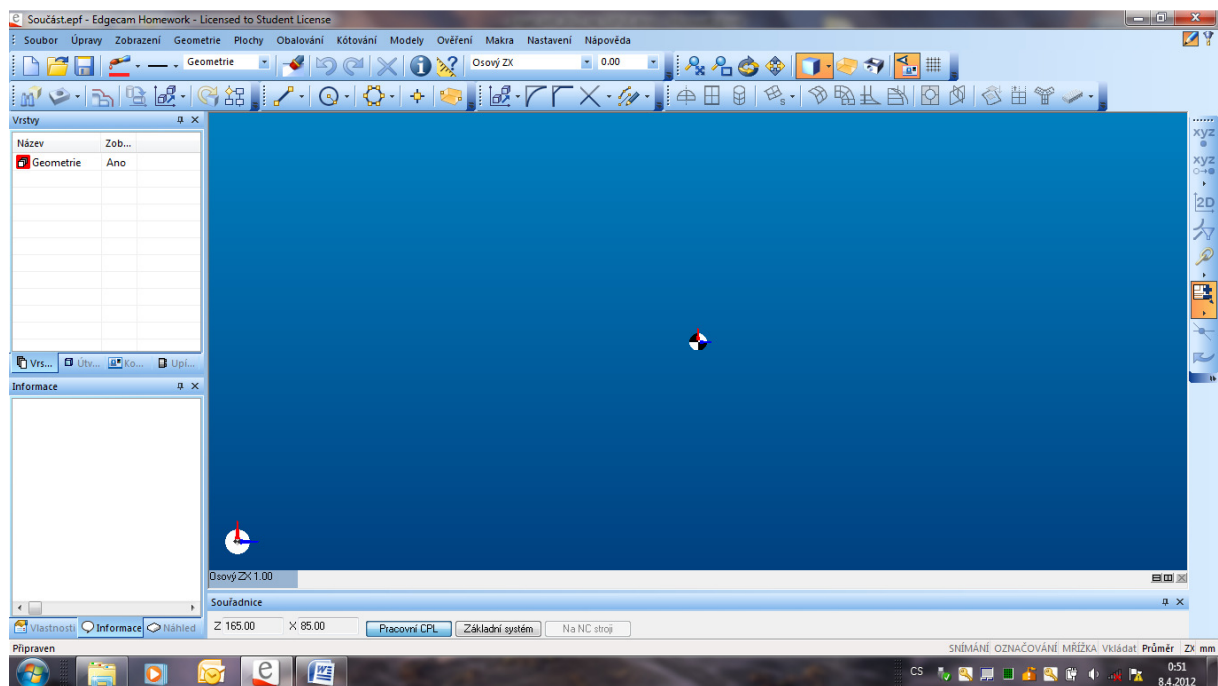 Součást.epf - Edgecam Homework - Licensed to Student License
Soubor Úpravy Zobrazení Geometrie Plochy Obalování Kótování Modely Ověření Makra Nastavení Nápověda
Geometrie Osový ZX 0.00
Vrstvy
Název Zob...
Geometrie Ano
xyz
xyz
2D
Vrs... Útv... Ko... Upí...
Informace
Osový ZX 1.00
Souřadnice
Vlastnosti Informace Náhled Z 165.00 X 85.00 Pracovní CPL Základní systém Na NC stroji
Připraven SNÍMÁNÍ OZNAČOVÁNÍ MŘÍŽKA Vkládat Průměr ZX mm
CS 0:51
8.4.2012